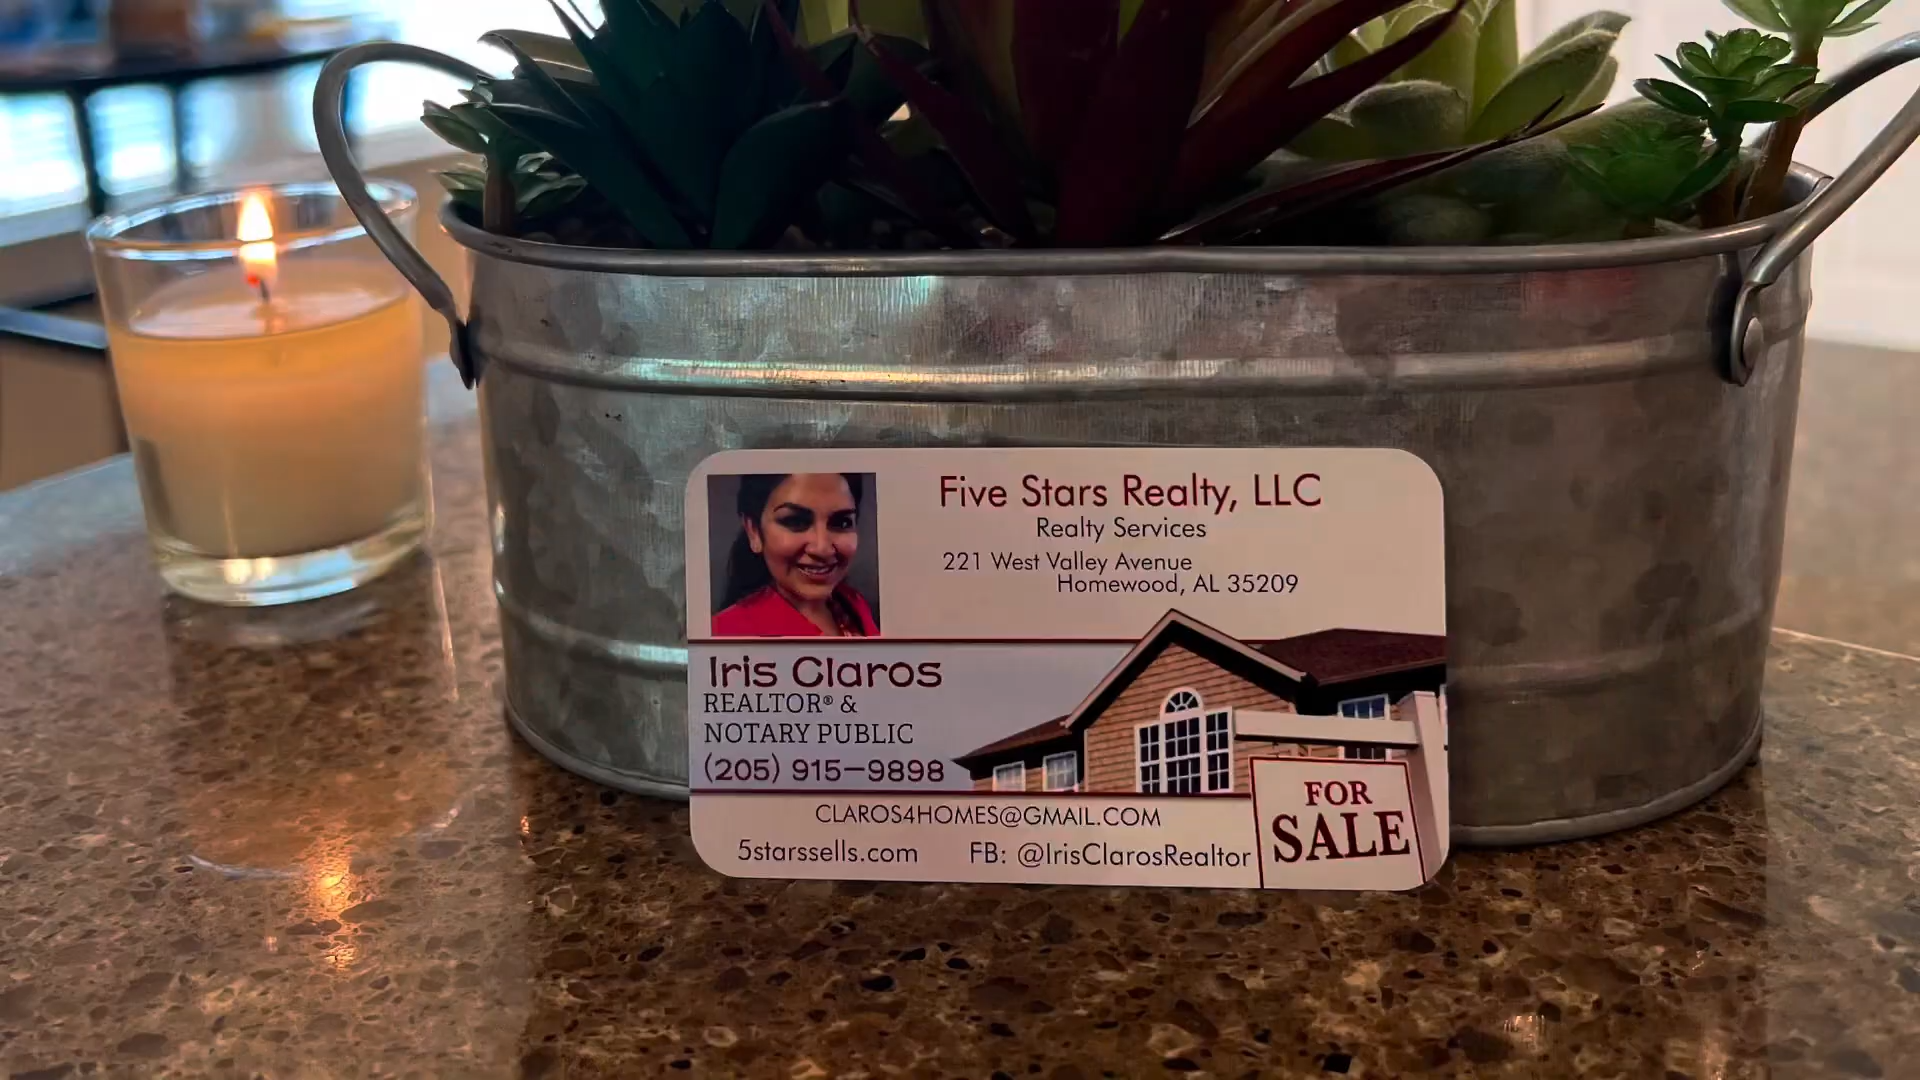 Five Stars Realty, LLC
Realty Services
221 West Valley Avenue
Homewood, AL 35209
Iris Claros
REALTOR® &
NOTARY PUBLIC
(205) 915-9898
CLAROS4HOMES@GMAIL.COM
5starssells.com FB: @IrisClarosRealtor
FOR
SALE